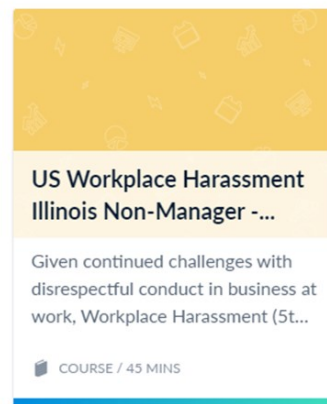 US Workplace Harassment
Illinois Non-Manager -...
Given continued challenges with
disrespectful conduct in business at
work, Workplace Harassment (5t...
COURSE / 45 MINS